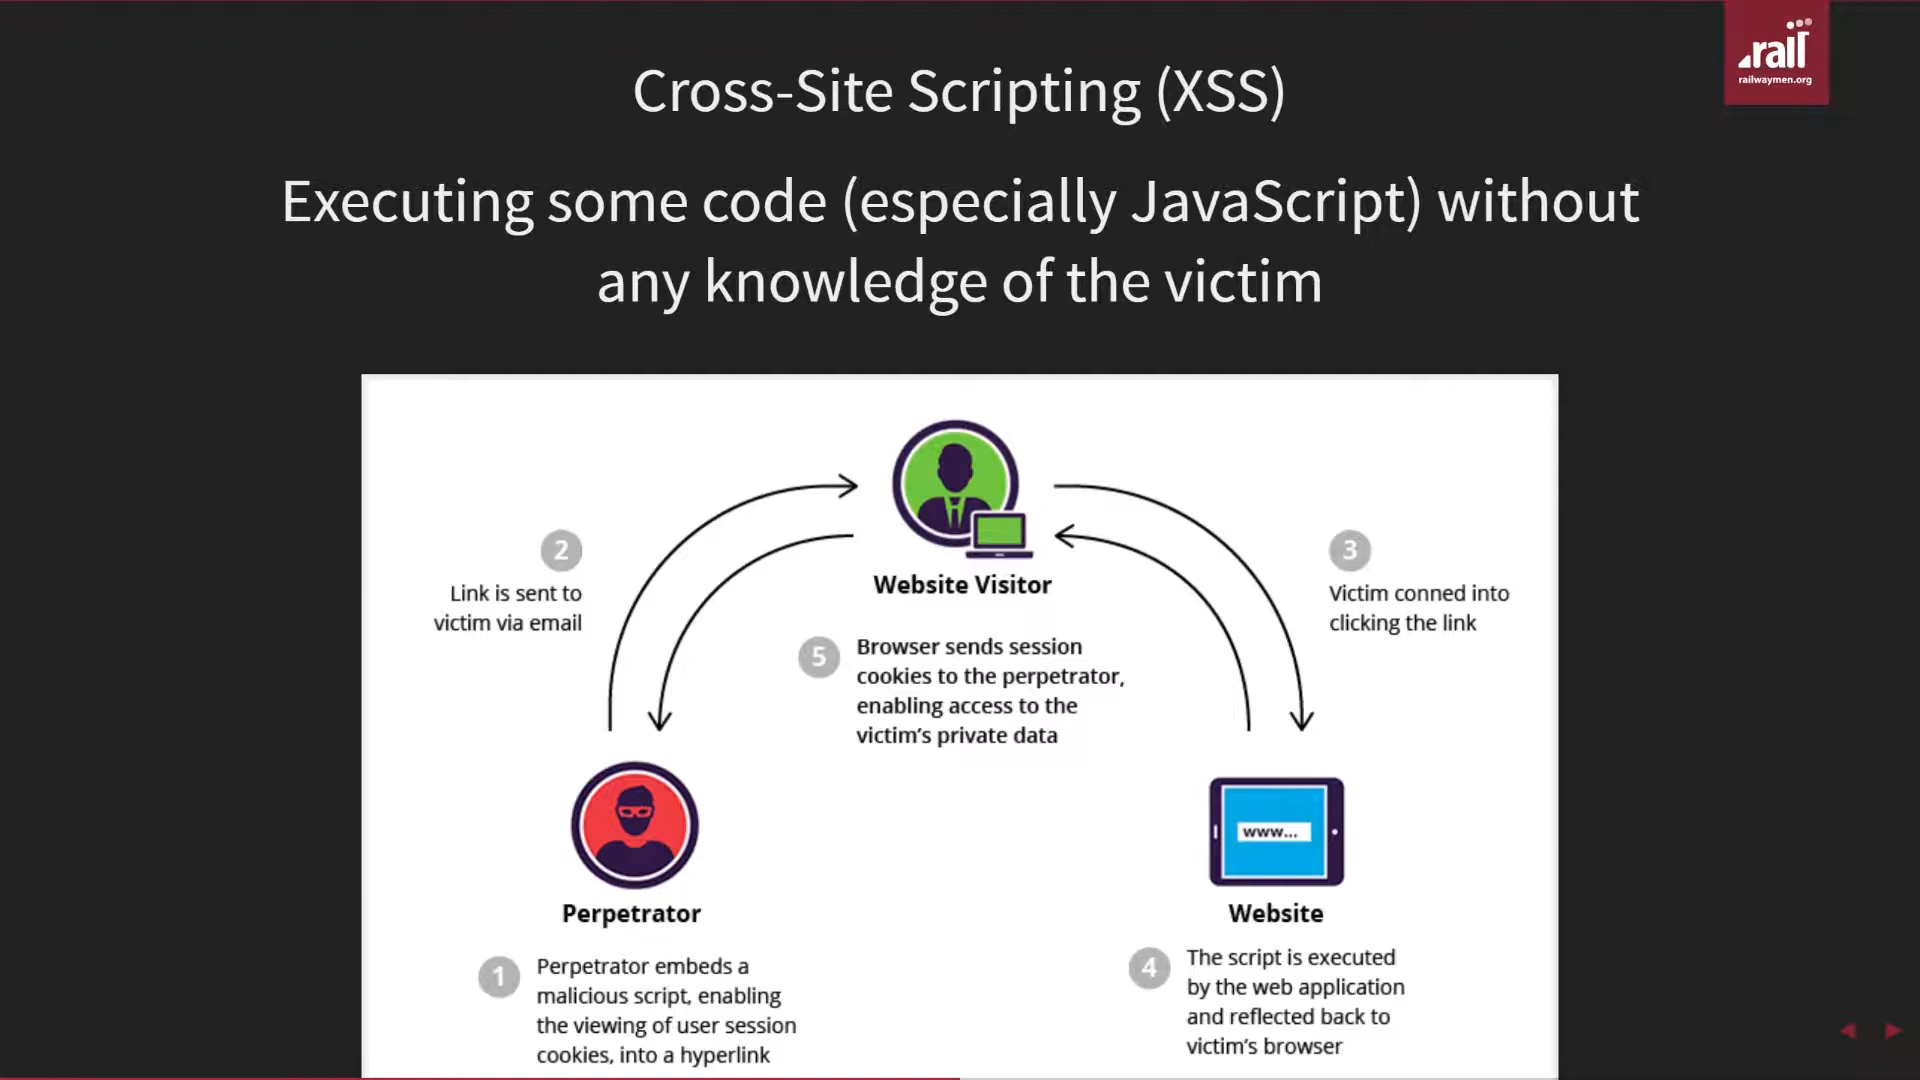 .rail
railwaymen.org
Cross-Site Scripting (XSS)
Executing some code (especially JavaScript) without
any knowledge of the victim
2
Link is sent to
victim via email
Website Visitor
3
Victim conned into
clicking the link
5
Browser sends session
cookies to the perpetrator,
enabling access to the
victim's private data
www...
Perpetrator
Website
1
Perpetrator embeds a
malicious script, enabling
the viewing of user session
cookies, into a hyperlink
4
The script is executed
by the web application
and reflected back to
victim's browser